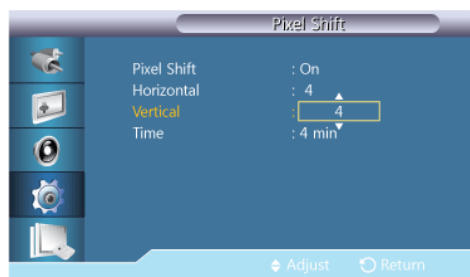 Pixel Shift
Pixel Shift : On
Horizontal : 4
Vertical : 4
Time : 4 min
Adjust Return